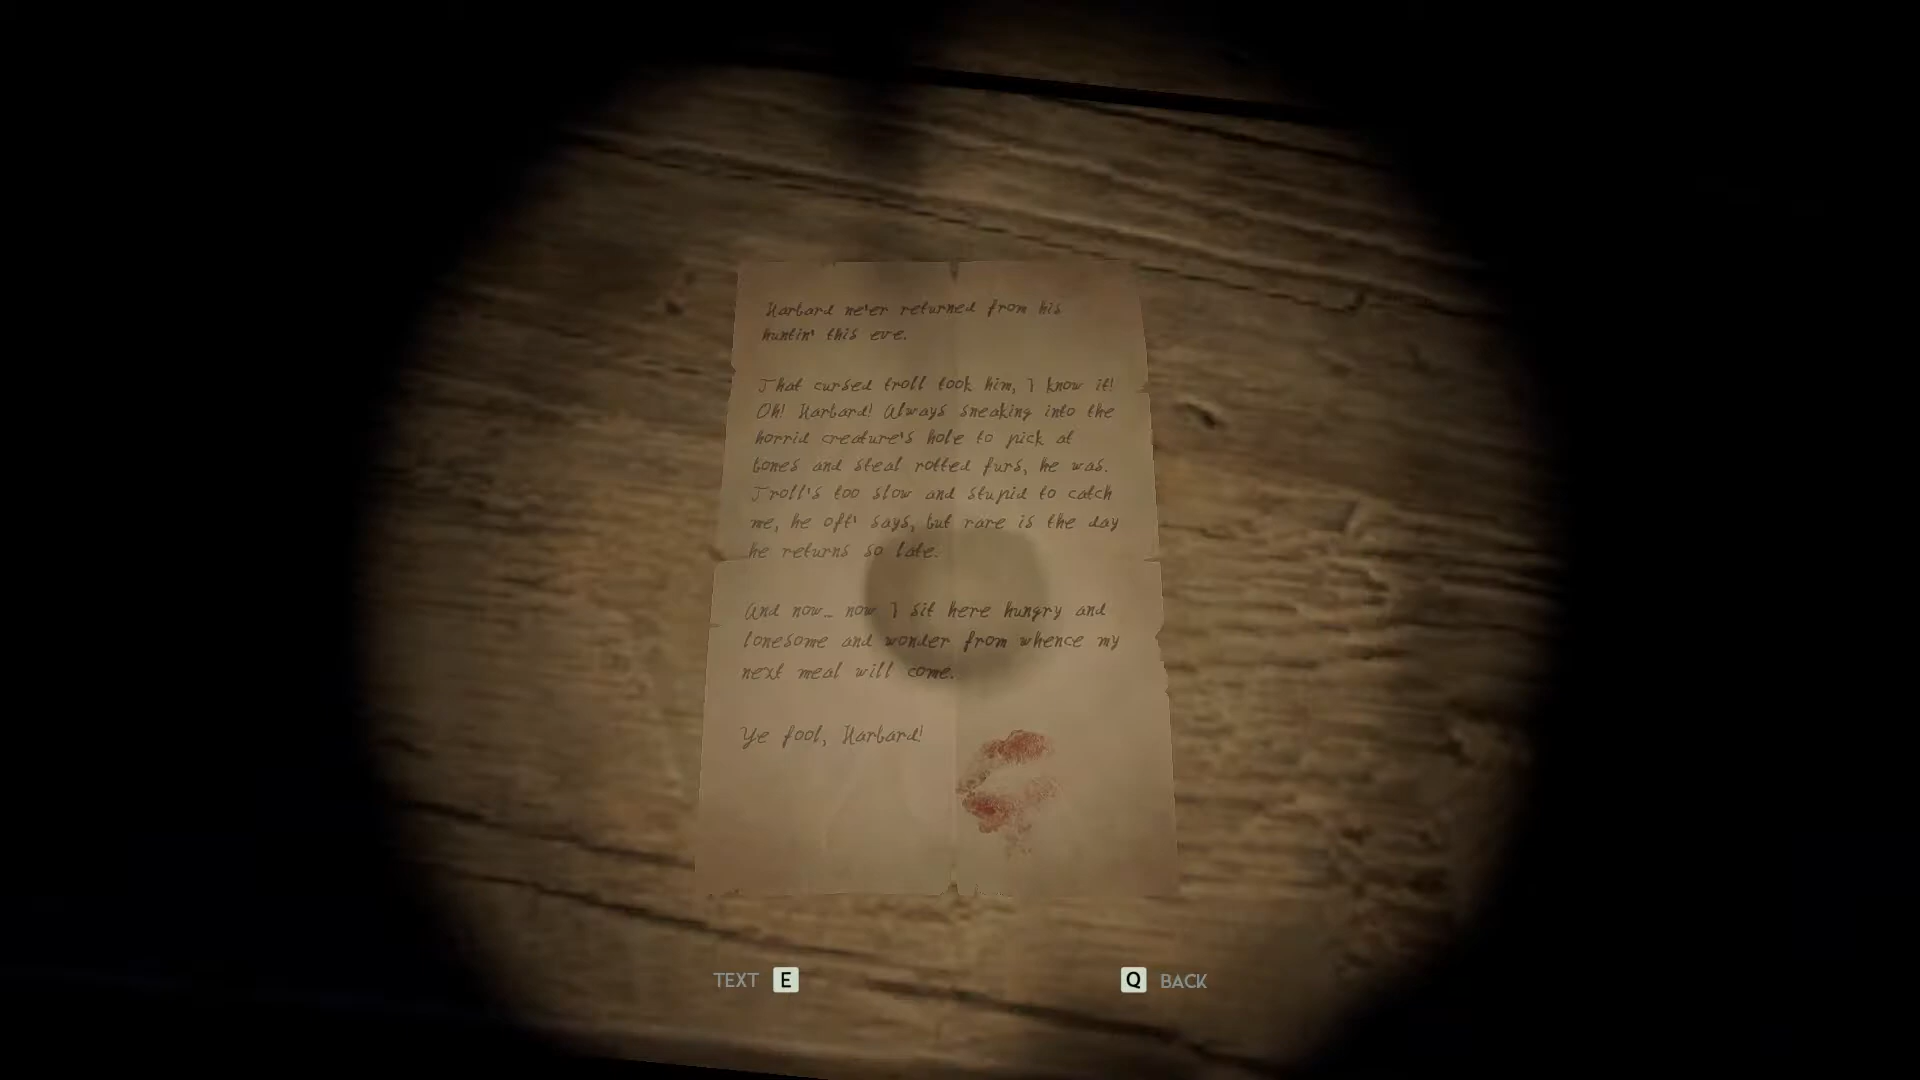 Harbard ne'er returned from his
huntin' this eve.
That cursed troll took him, I know it!
Oh! Harbard! Always sneaking into the
horrid creature's hole to pick at
bones and steal rotted furs, he was.
Troll's too slow and stupid to catch
me, he oft' says, but rare is the day
he returns so late.
And now... now I sit here hungry and
lonesome and wonder from whence my
next meal will come.
Ye fool, Harbard!
TEXT E
Q BACK